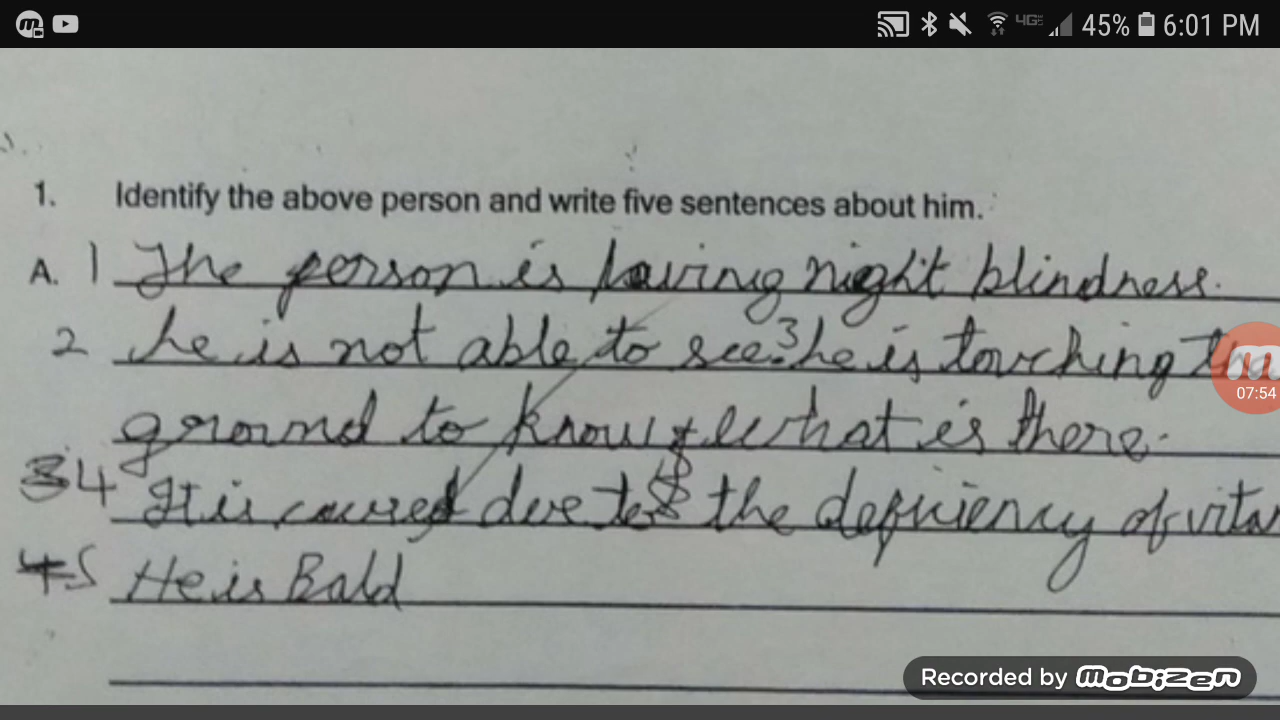 45% 6:01 PM
1. Identify the above person and write five sentences about him.
A. 1 The person is having night blindness.
2 he is not able to see. 3 he is touching the
ground to know what is there.
4 It is caused due to the deficiency of vita
5 He is Bald
07:54
Recorded by Mobizen